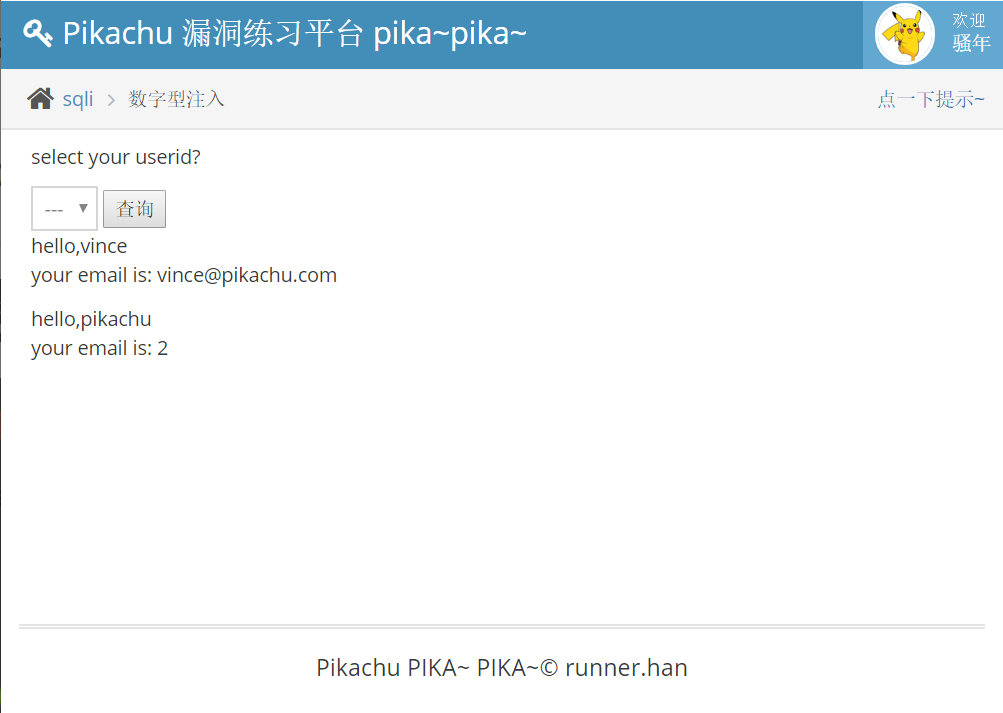 Pikachu 漏洞练习平台 pika~pika~
欢迎
骚年
sqli > 数字型注入
点一下提示~
select your userid?
--- ▼ 查询
hello,vince
your email is: vince@pikachu.com
hello,pikachu
your email is: 2
Pikachu PIKA~ PIKA~© runner.han